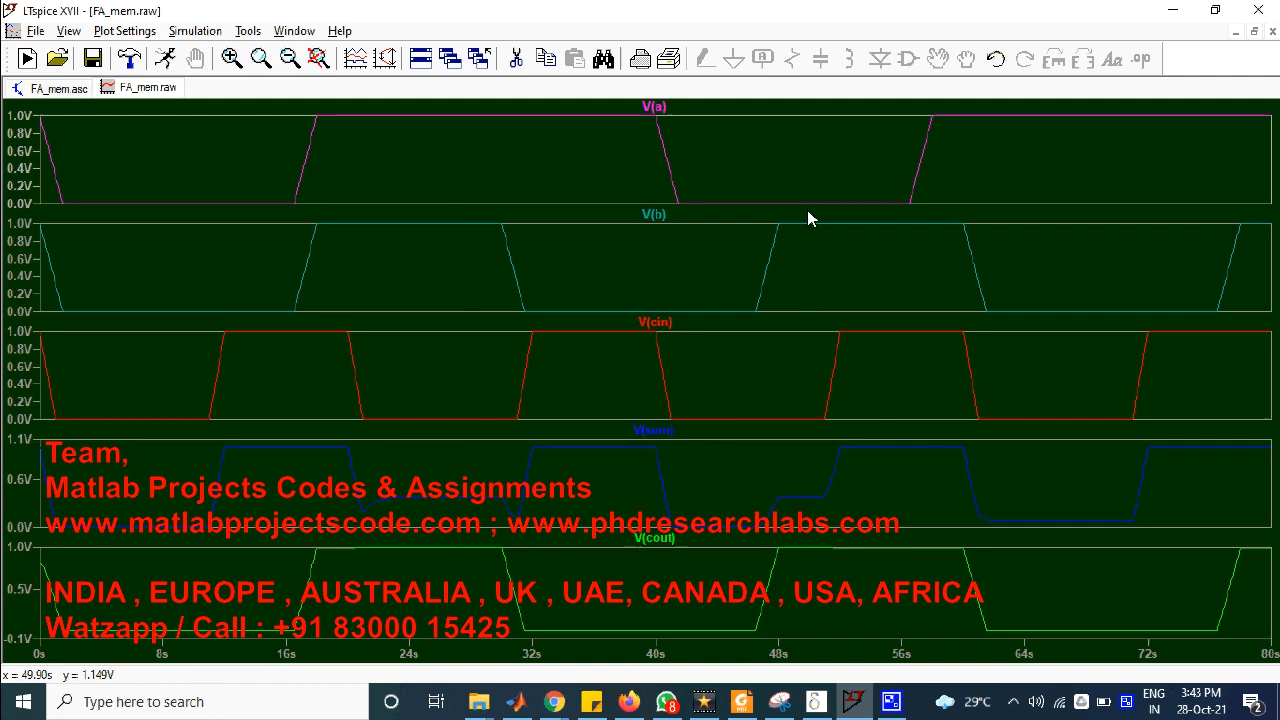 LTspice XVII - [FA_mem.raw]
File View Plot Settings Simulation Tools Window Help
FA_mem.asc FA_mem.raw
V(a)
1.0V
0.8V
0.6V
0.4V
0.2V
0.0V
V(b)
1.0V
0.8V
0.6V
0.4V
0.2V
0.0V
V(cin)
1.0V
0.8V
0.6V
0.4V
0.2V
0.0V
V(sum)
1.1V
0.6V
0.0V
Team,
Matlab Projects Codes & Assignments
www.matlabprojectscode.com ; www.phdresearchlabs.com
V(cout)
1.0V
0.5V
-0.1V
INDIA , EUROPE , AUSTRALIA , UK , UAE, CANADA , USA, AFRICA
Watzapp / Call : +91 83000 15425
0s 8s 16s 24s 32s 40s 48s 56s 64s 72s 80s
x = 49.90s y = 1.149V
Type here to search
8
29°C
ENG
IN
3:43 PM
28-Oct-21
2